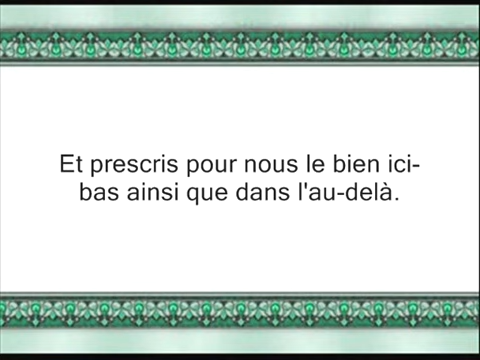 Et prescris pour nous le bien ici-
bas ainsi que dans l'au-delà.